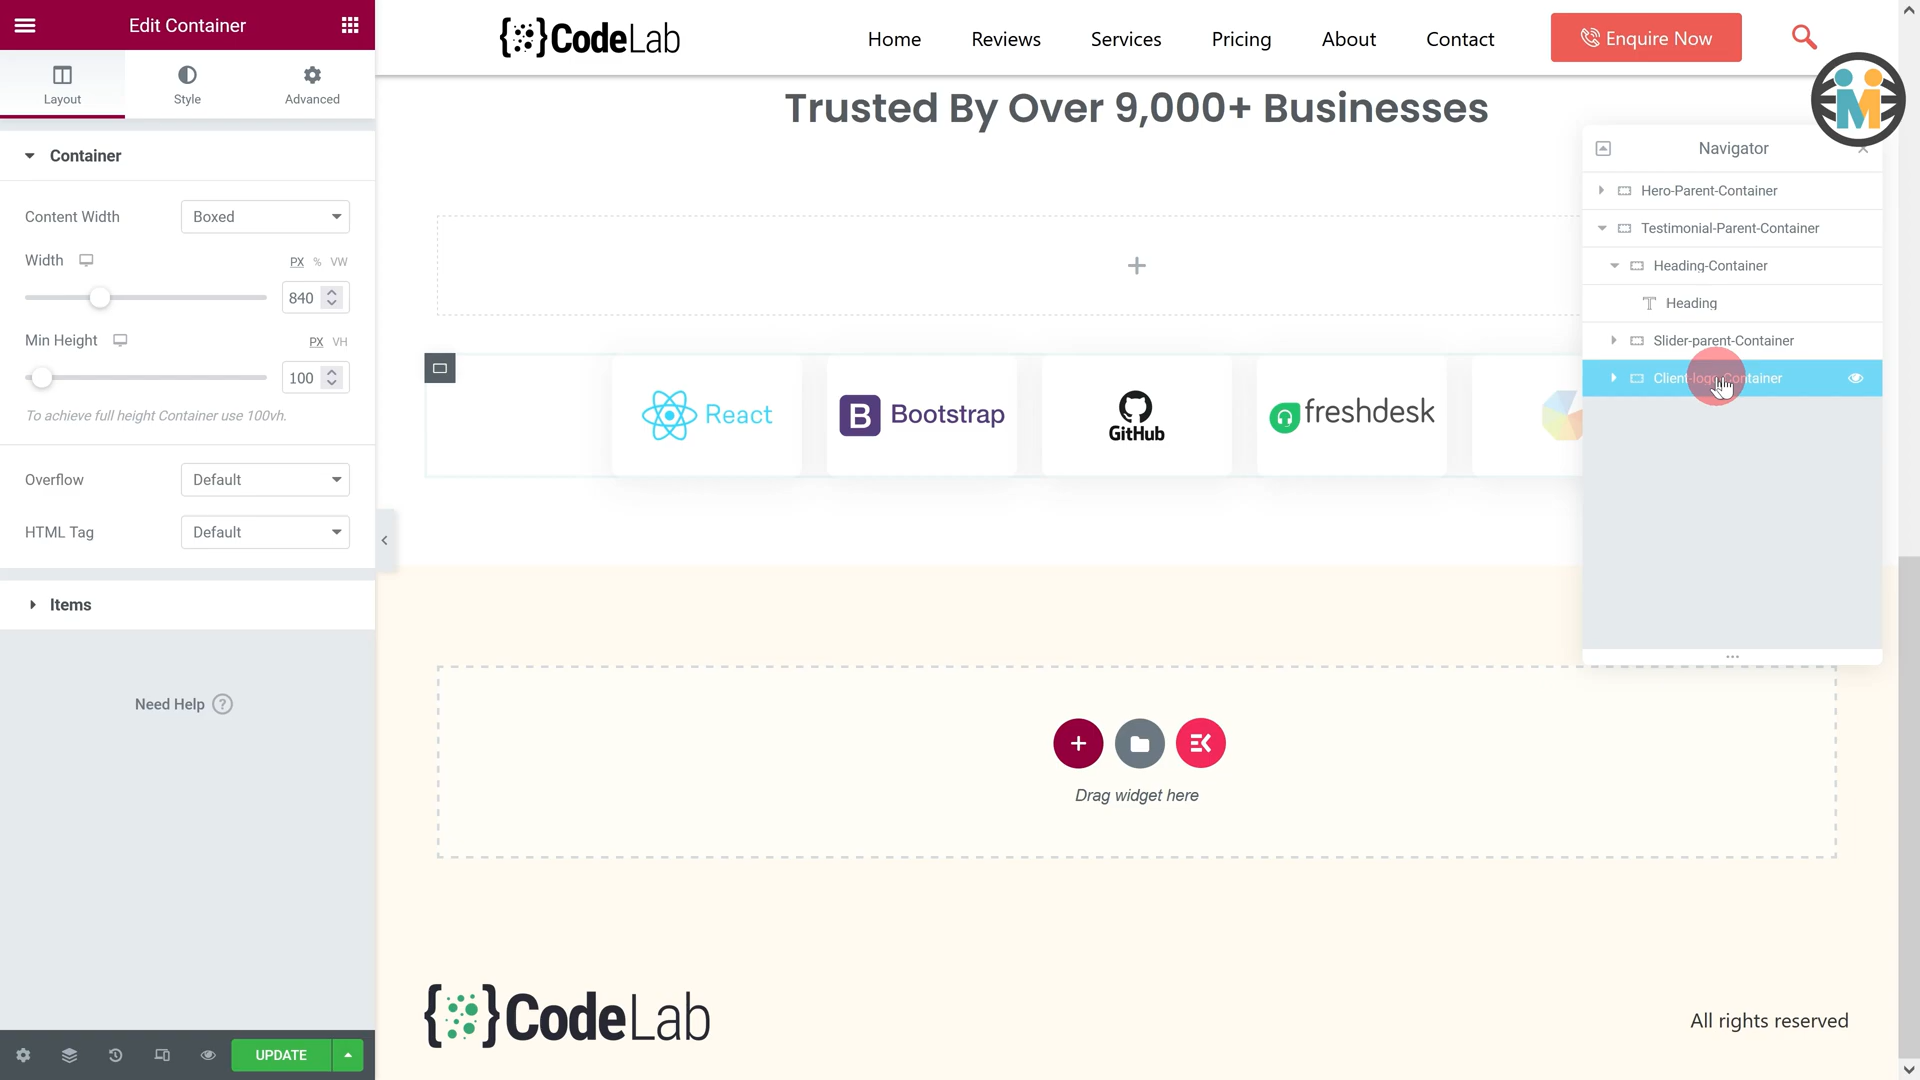 Edit Container
Layout
Style
Advanced
Container
Content Width
Boxed
Width
PX % VW
840
Min Height
PX VH
100
To achieve full height Container use 100vh.
Overflow
Default
HTML Tag
Default
Items
Need Help ?
UPDATE
{ }CodeLab
Home
Reviews
Services
Pricing
About
Contact
Enquire Now
M
Trusted By Over 9,000+ Businesses
React
B Bootstrap
GitHub
freshdesk
Drag widget here
{ }CodeLab
All rights reserved
Navigator
Hero-Parent-Container
Testimonial-Parent-Container
Heading-Container
Heading
Slider-parent-Container
Client-logo-Container